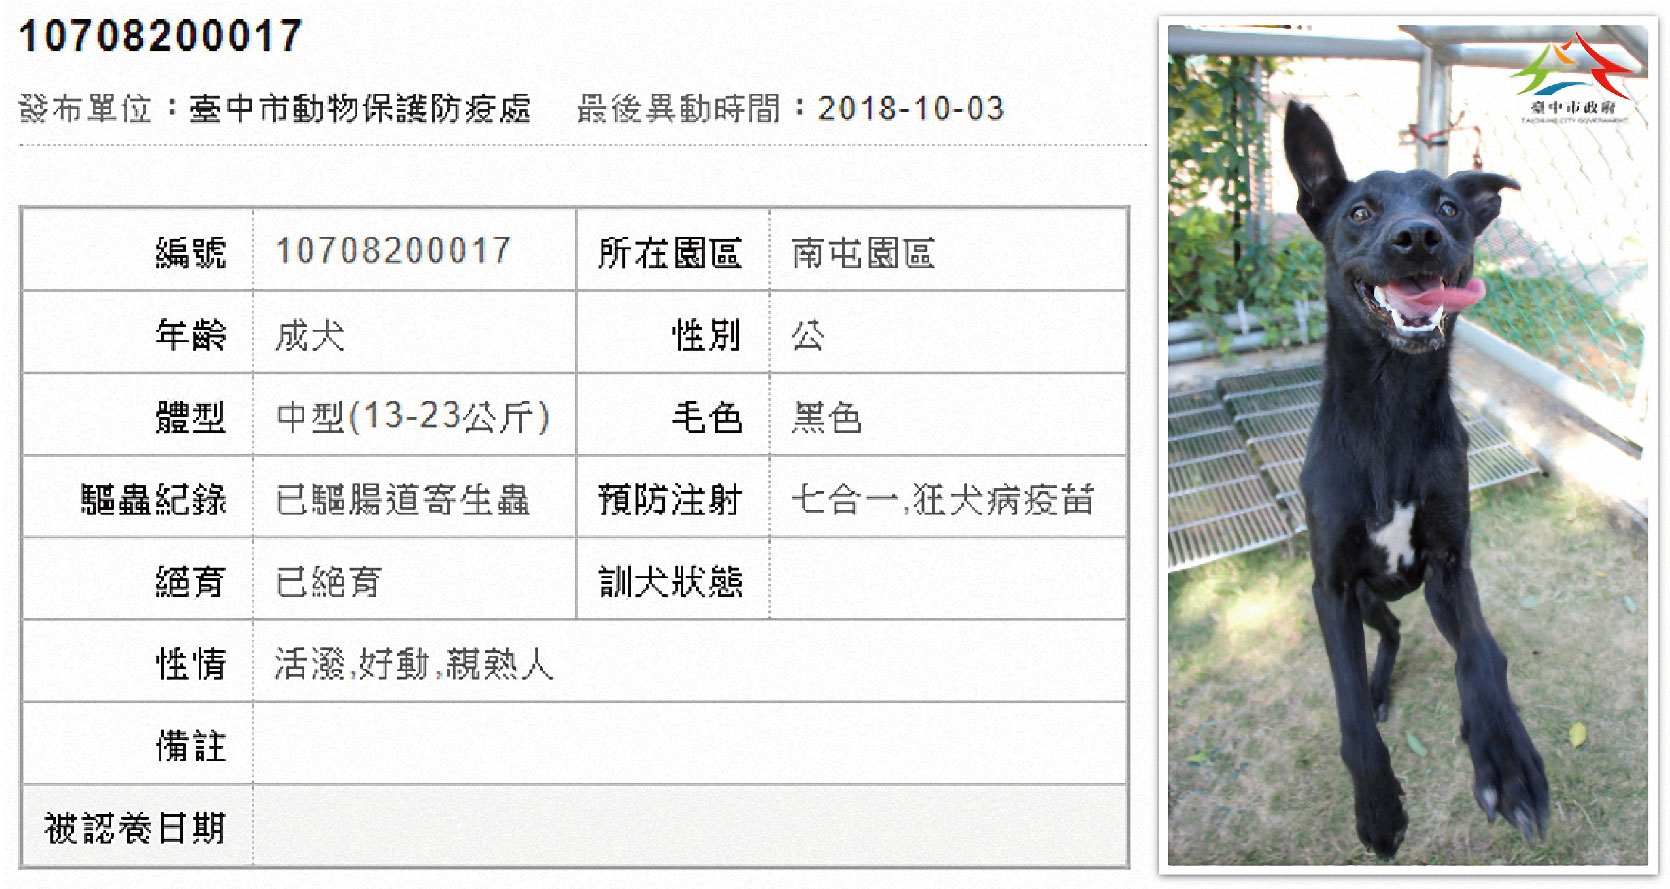 10708200017
發布單位：臺中市動物保護防疫處 最後異動時間：2018-10-03
臺中市政府
TAICHUNG CITY GOVERNMENT
編號 10708200017 所在園區 南屯園區
年齡 成犬 性別 公
體型 中型(13-23公斤) 毛色 黑色
驅蟲紀錄 已驅腸道寄生蟲 預防注射 七合一,狂犬病疫苗
絕育 已絕育 訓犬狀態
性情 活潑,好動,親熟人
備註
被認養日期